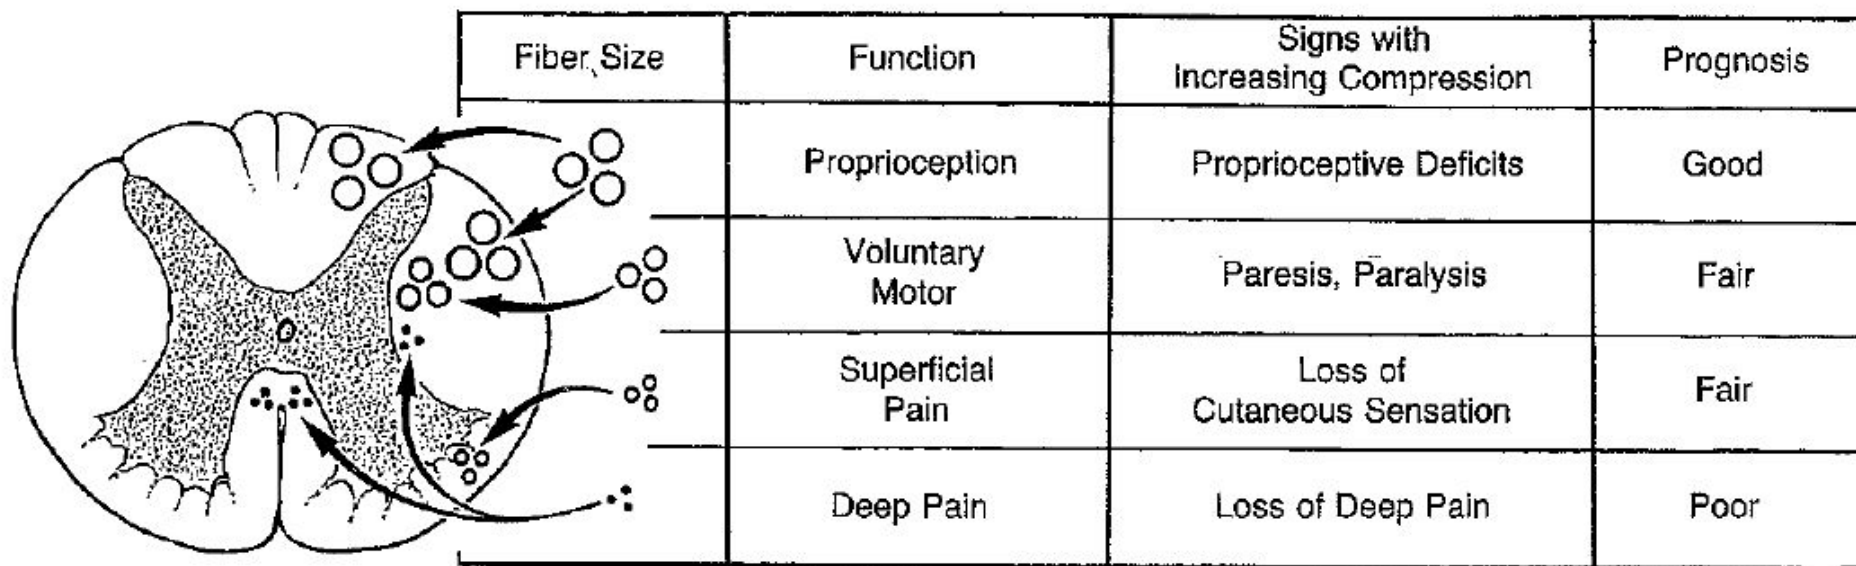 Fiber Size
Function
Signs with
Increasing Compression
Prognosis
Proprioception
Proprioceptive Deficits
Good
Voluntary
Motor
Paresis, Paralysis
Fair
Superficial
Pain
Loss of
Cutaneous Sensation
Fair
Deep Pain
Loss of Deep Pain
Poor